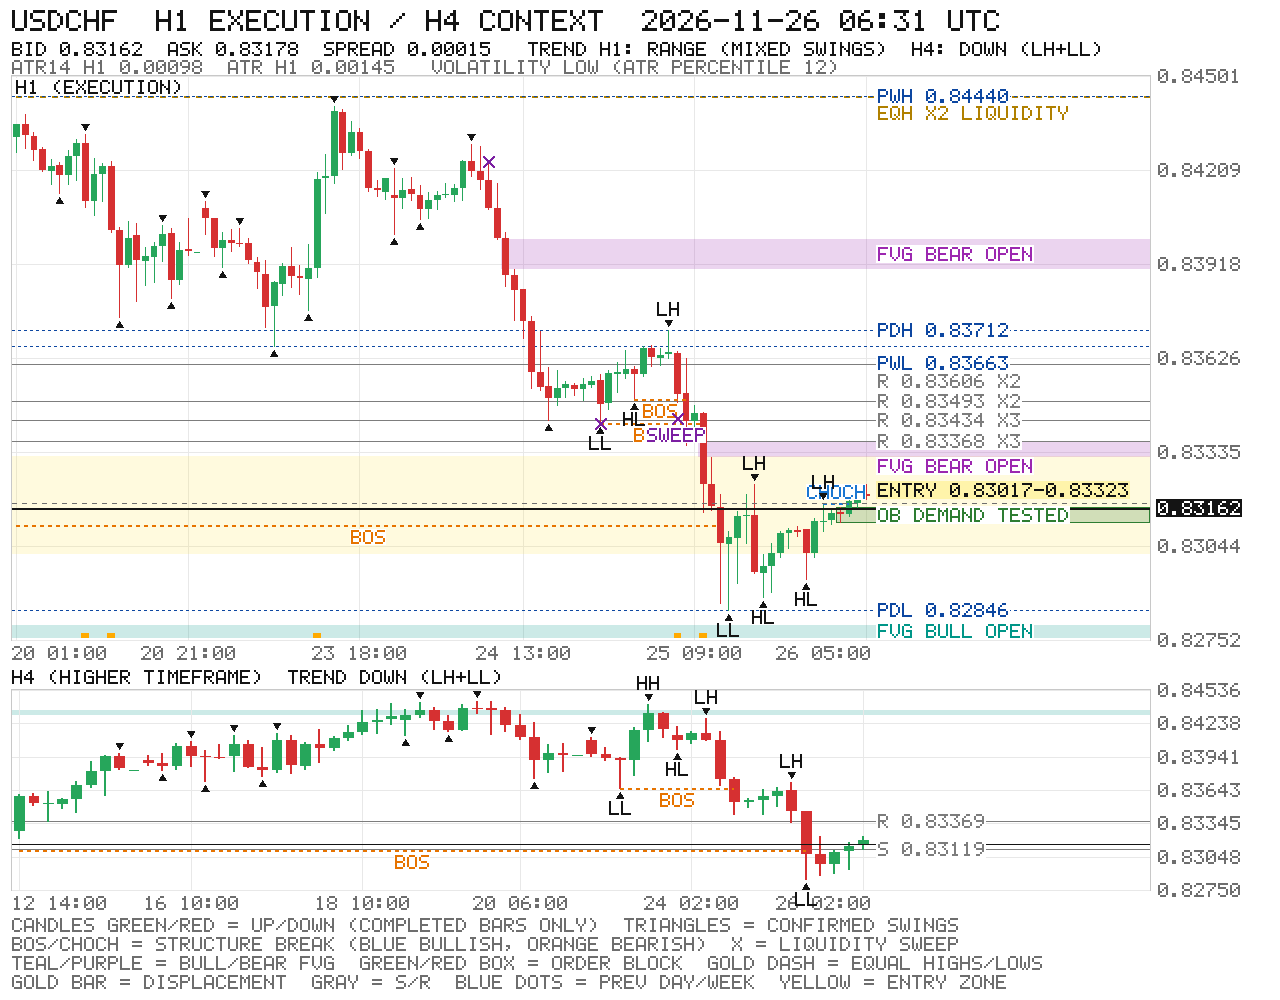 USDCHF H1 EXECUTION / H4 CONTEXT 2026-11-26 06:31 UTC
BID 0.83162 ASK 0.83178 SPREAD 0.00015 TREND H1: RANGE (MIXED SWINGS) H4: DOWN (LH+LL)
ATR14 H1 0.00098 ATR H1 0.00145 VOLATILITY LOW (ATR PERCENTILE 12)
H1 (EXECUTION)
0.84501
PWH 0.84440
EQH X2 LIQUIDITY
0.84209
FVG BEAR OPEN
0.83918
LH
PDH 0.83712
0.83626
PWL 0.83663
R 0.83606 X2
R 0.83493 X2
BOS
HL
R 0.83434 X3
BSWEEP
LL
R 0.83368 X3
0.83335
LH
FVG BEAR OPEN
LH
CHOCH
ENTRY 0.83017-0.83323
0.83162
OB DEMAND TESTED
BOS
0.83044
HL
HL
PDL 0.82846
LL
FVG BULL OPEN
0.82752
20 01:00 20 21:00 23 18:00 24 13:00 25 09:00 26 05:00
H4 (HIGHER TIMEFRAME) TREND DOWN (LH+LL)
HH
LH
0.84536
0.84238
HL
LH
0.83941
0.83643
BOS
LL
R 0.83369
0.83345
S 0.83119
0.83048
BOS
LL
0.82750
12 14:00 16 10:00 18 10:00 20 06:00 24 02:00 26 02:00
CANDLES GREEN/RED = UP/DOWN (COMPLETED BARS ONLY) TRIANGLES = CONFIRMED SWINGS
BOS/CHOCH = STRUCTURE BREAK (BLUE BULLISH, ORANGE BEARISH) X = LIQUIDITY SWEEP
TEAL/PURPLE = BULL/BEAR FVG GREEN/RED BOX = ORDER BLOCK GOLD DASH = EQUAL HIGHS/LOWS
GOLD BAR = DISPLACEMENT GRAY = S/R BLUE DOTS = PREV DAY/WEEK YELLOW = ENTRY ZONE